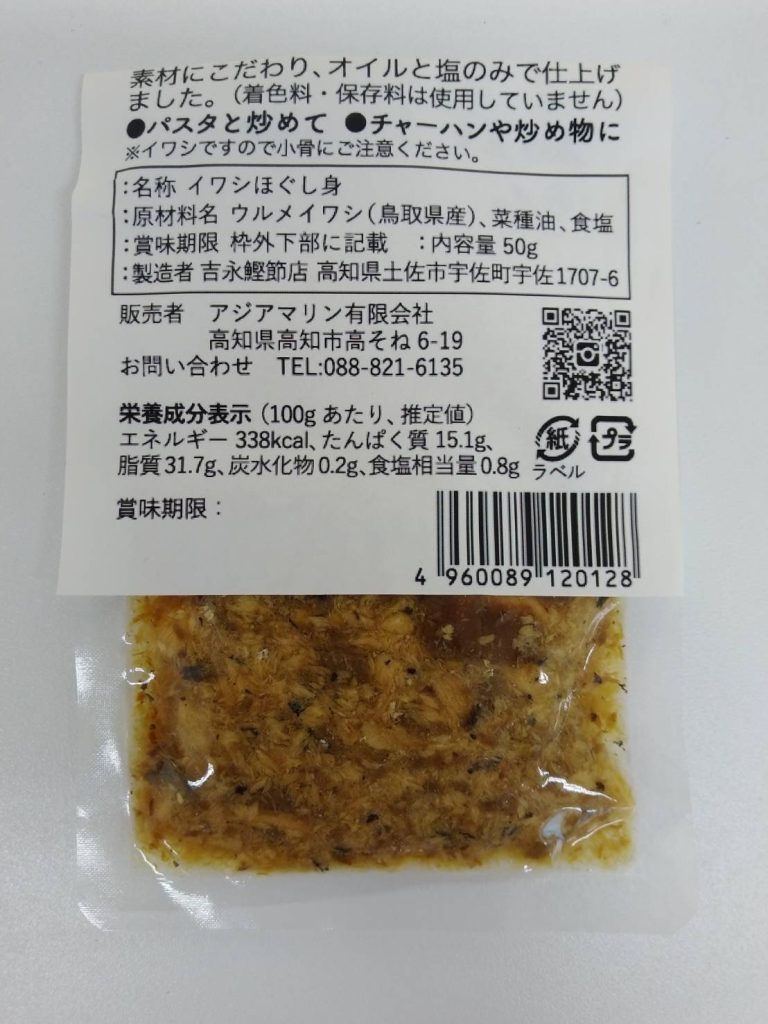 素材にこだわり、オイルと塩のみで仕上げ
ました。（着色料・保存料は使用していません）
●パスタと炒めて ●チャーハンや炒め物に
※イワシですので小骨にご注意ください。
:名称 イワシほぐし身
:原材料名 ウルメイワシ（鳥取県産）、菜種油、食塩
:賞味期限 枠外下部に記載 :内容量 50g
:製造者 吉永鰹節店 高知県土佐市宇佐町宇佐1707-6
販売者 アジアマリン有限会社
高知県高知市高そね6-19
お問い合わせ TEL:088-821-6135
栄養成分表示（100gあたり、推定値）
エネルギー 338kcal、たんぱく質 15.1g、
脂質31.7g、炭水化物0.2g、食塩相当量0.8g
紙 プラ
ラベル
賞味期限：
4 960089 120128